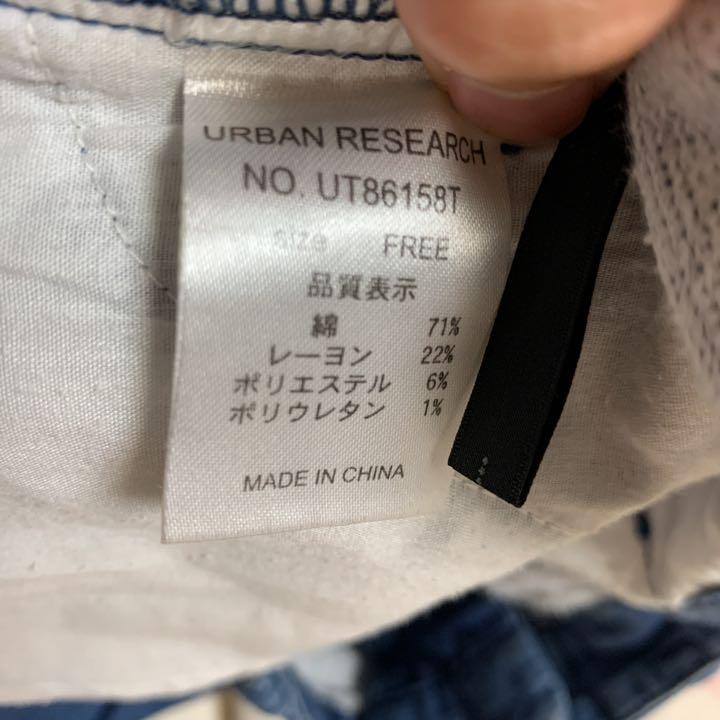 URBAN RESEARCH
NO. UT86158T
Size FREE
品質表示
綿 71%
レーヨン 22%
ポリエステル 6%
ポリウレタン 1%
MADE IN CHINA